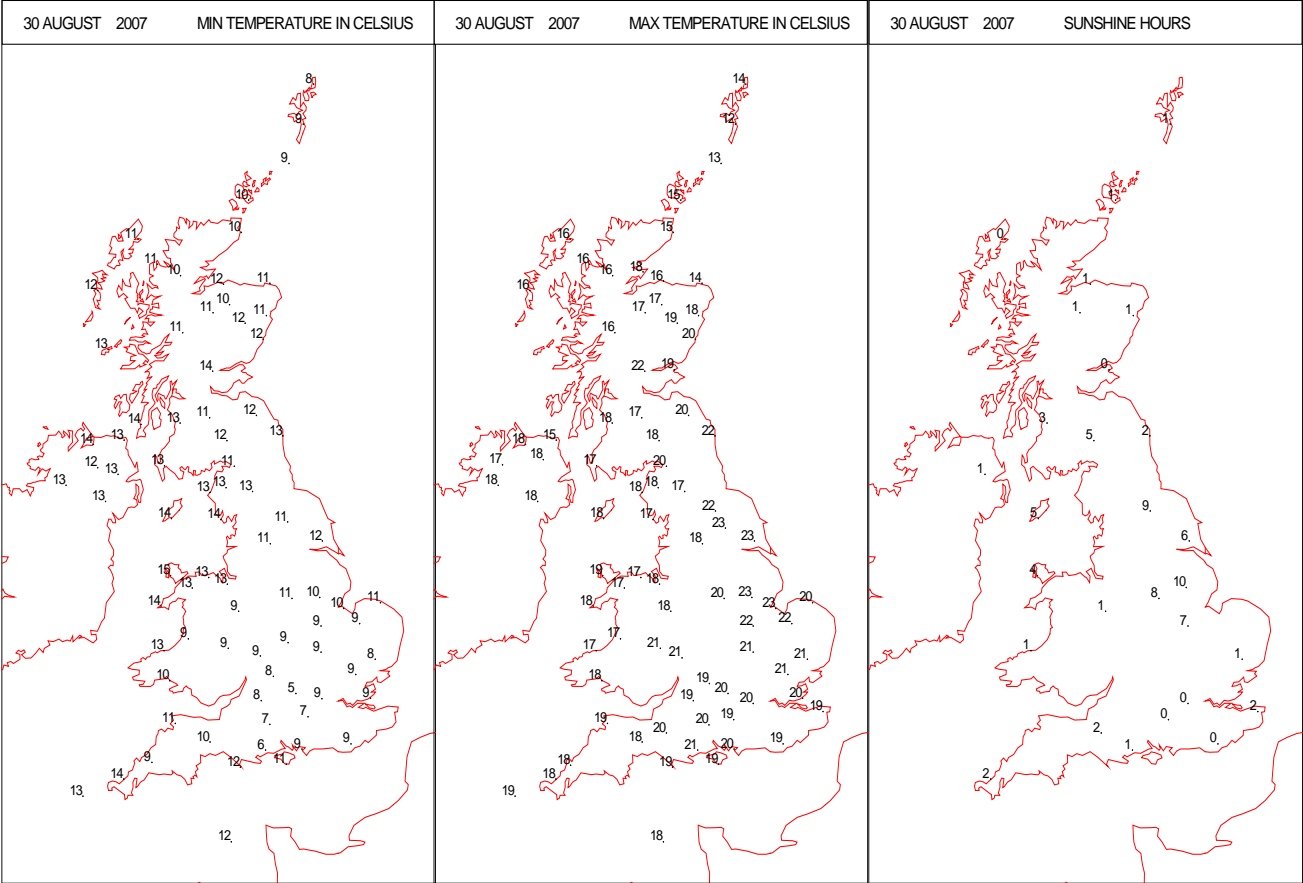 30 AUGUST 2007 MIN TEMPERATURE IN CELSIUS
8
9
9
10
10
11
11
10
12 12 11
10
11 11
12
11 12
13
14
11 12
14 13
14 13 12 13
12 13 13 11
13 13 13 13
13
14 14 11
11 12
15 13 13
13 11 10
14 9 10 11
9 9
9 9 9
13 9 8
10 8 9
8 5 9 9
11 7 7
10 6 9 9
9 12 11
14
13
12
30 AUGUST 2007 MAX TEMPERATURE IN CELSIUS
14
12
13
15
15
16
16 16 18
16 16 14
17 17 18
19
16 20
22 19
18 17 20
18 15 18 22
17 18 17 20
18 18 18 17
18
18 17 22
23
18 23
19 17 18
17 20 23
18 18 23 20
22 22
17 17 21 21
21 21
18 19 21
19 20 20 20
19 20 19 19
18 20 21 20 19
18 19 19
18
19
18
30 AUGUST 2007 SUNSHINE HOURS
1
1
0
1
1 1
0
3
5 2
1
5 9
6
4 10
1 8
7
1 1
0
2 0 2
1 0
2